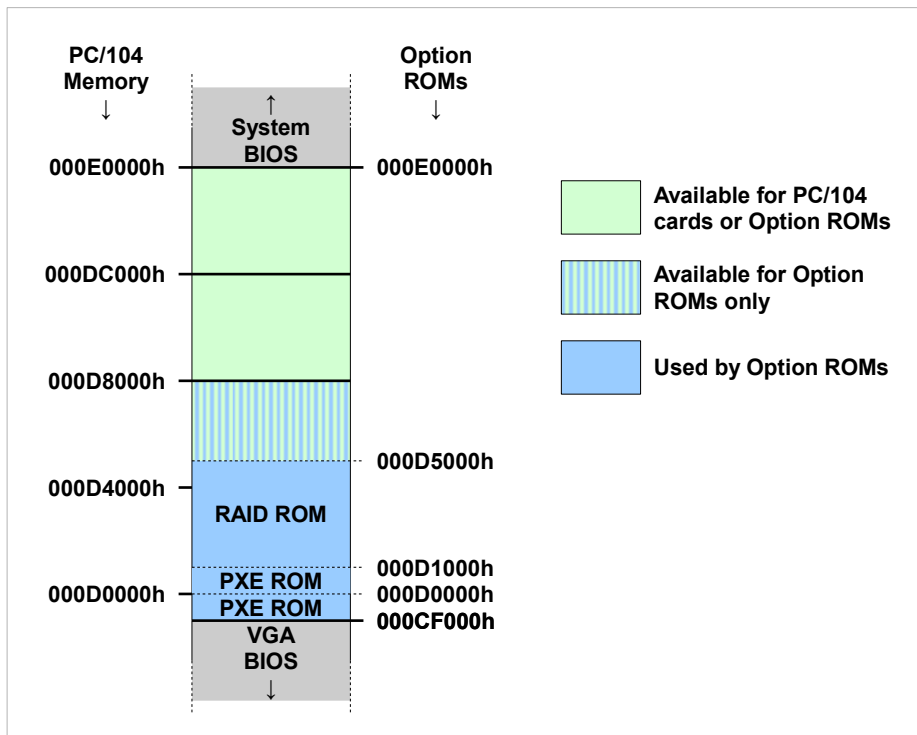 PC/104
Memory
↓
Option
ROMs
↓
↑
System
BIOS
000E0000h
000E0000h
Available for PC/104
cards or Option ROMs
000DC000h
Available for Option
ROMs only
Used by Option ROMs
000D8000h
000D5000h
000D4000h
RAID ROM
000D1000h
PXE ROM
000D0000h
000D0000h
PXE ROM
000CF000h
VGA
BIOS
↓